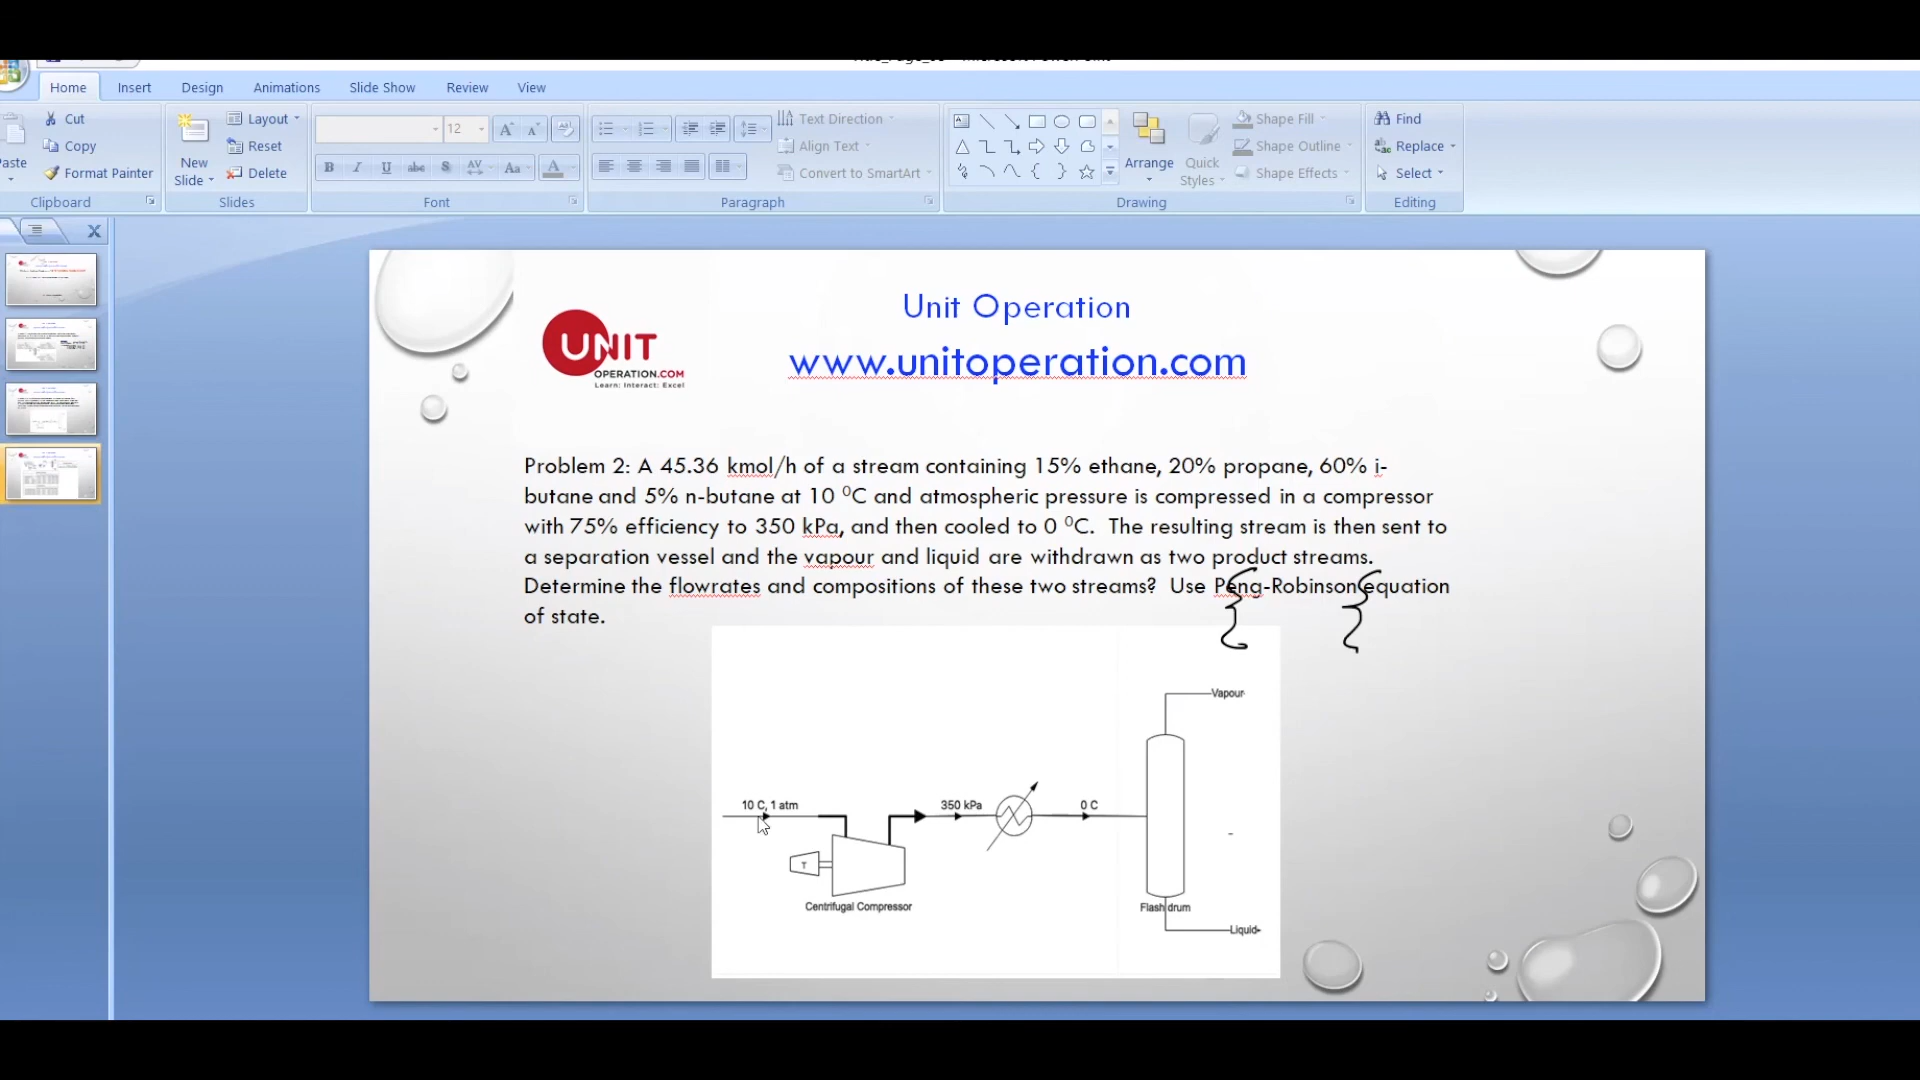 Home Insert Design Animations Slide Show Review View
Cut
Copy
Format Painter
Clipboard
New
Slide
Layout
Reset
Delete
Slides
12
Font
Paragraph
Text Direction
Align Text
Convert to SmartArt
Arrange
Quick
Styles
Shape Fill
Shape Outline
Shape Effects
Drawing
Find
Replace
Select
Editing
UNIT
OPERATION.COM
Learn: Interact: Excel
Unit Operation
www.unitoperation.com
Problem 2: A 45.36 kmol/h of a stream containing 15% ethane, 20% propane, 60% i-
butane and 5% n-butane at 10 ⁰C and atmospheric pressure is compressed in a compressor
with 75% efficiency to 350 kPa, and then cooled to 0 ⁰C. The resulting stream is then sent to
a separation vessel and the vapour and liquid are withdrawn as two product streams.
Determine the flowrates and compositions of these two streams? Use Peng-Robinson equation
of state.
Vapour
10 C, 1 atm
350 kPa
0 C
T
Centrifugal Compressor
Flash drum
Liquid